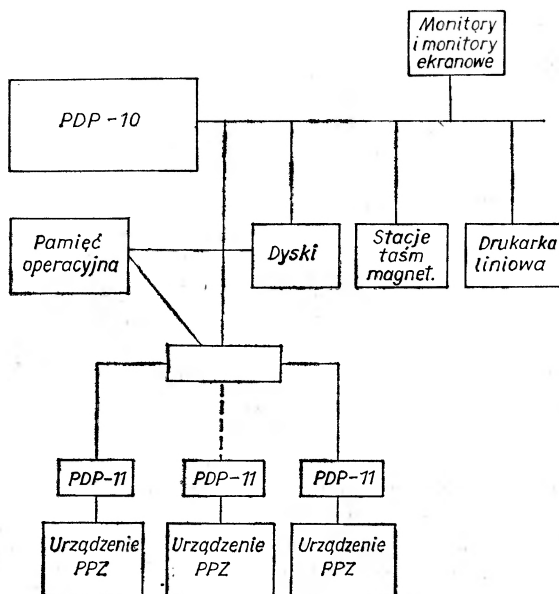 Monitory
i monitory
ekranowe
PDP-10
Pamięć
operacyjna
Dyski
Stacje
taśm
magnet.
Drukarka
liniowa
PDP-11
PDP-11
PDP-11
Urządzenie
PPZ
Urządzenie
PPZ
Urządzenie
PPZ